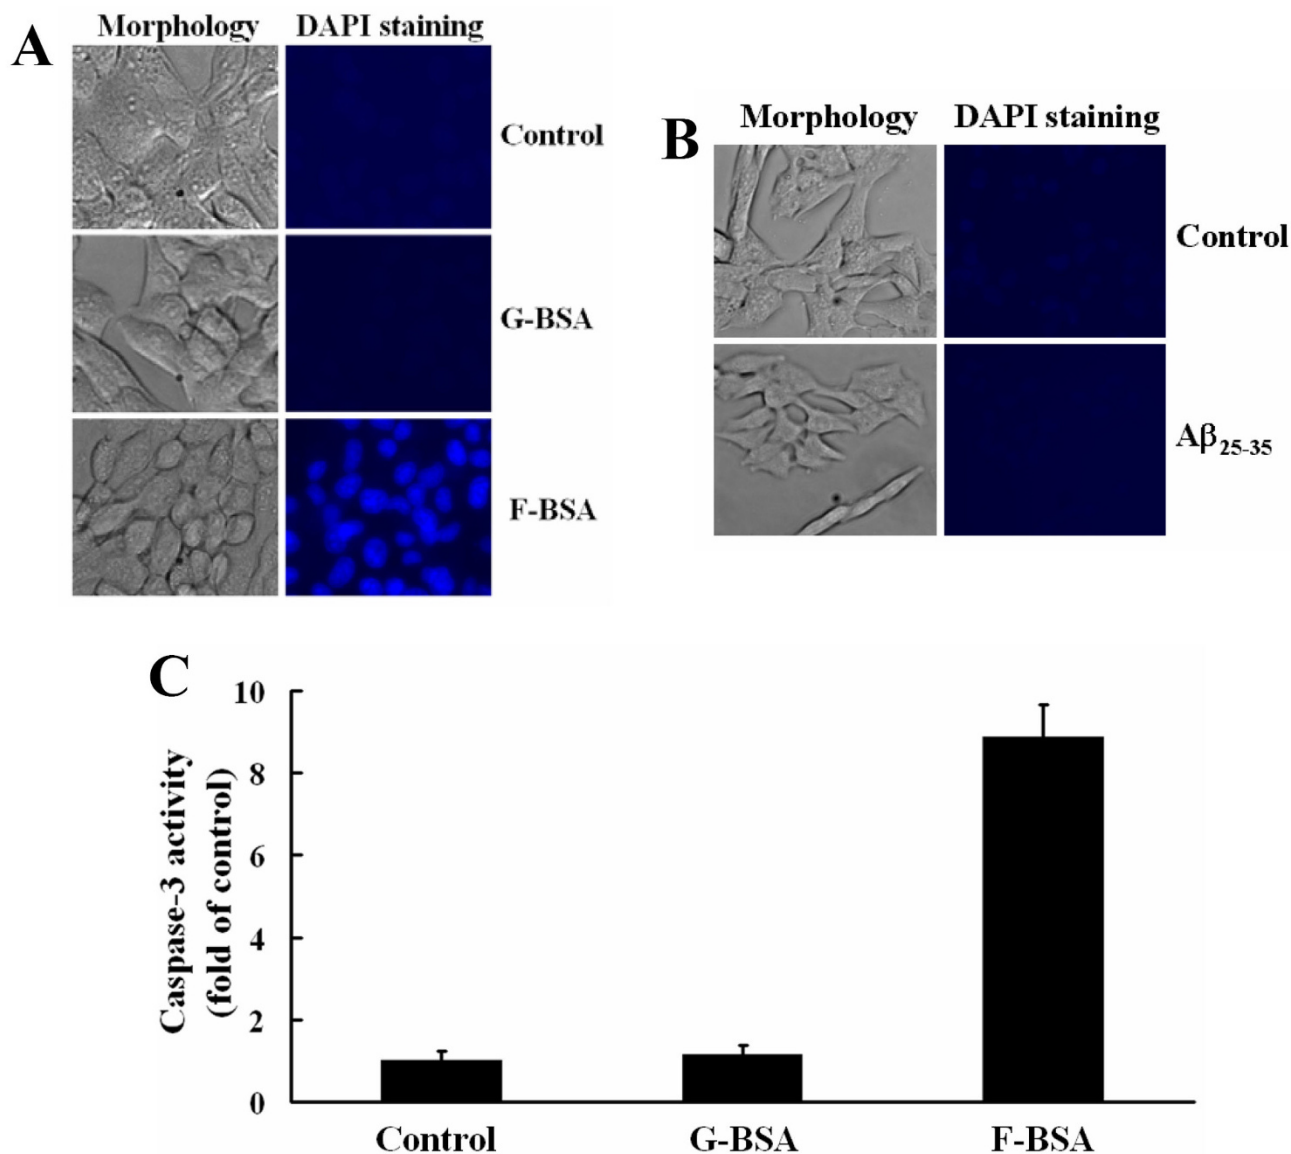 A
Morphology DAPI staining
Control
G-BSA
F-BSA
B
Morphology DAPI staining
Control
Aβ25-35
C
Caspase-3 activity
(fold of control)
10
8
6
4
2
0
Control G-BSA F-BSA